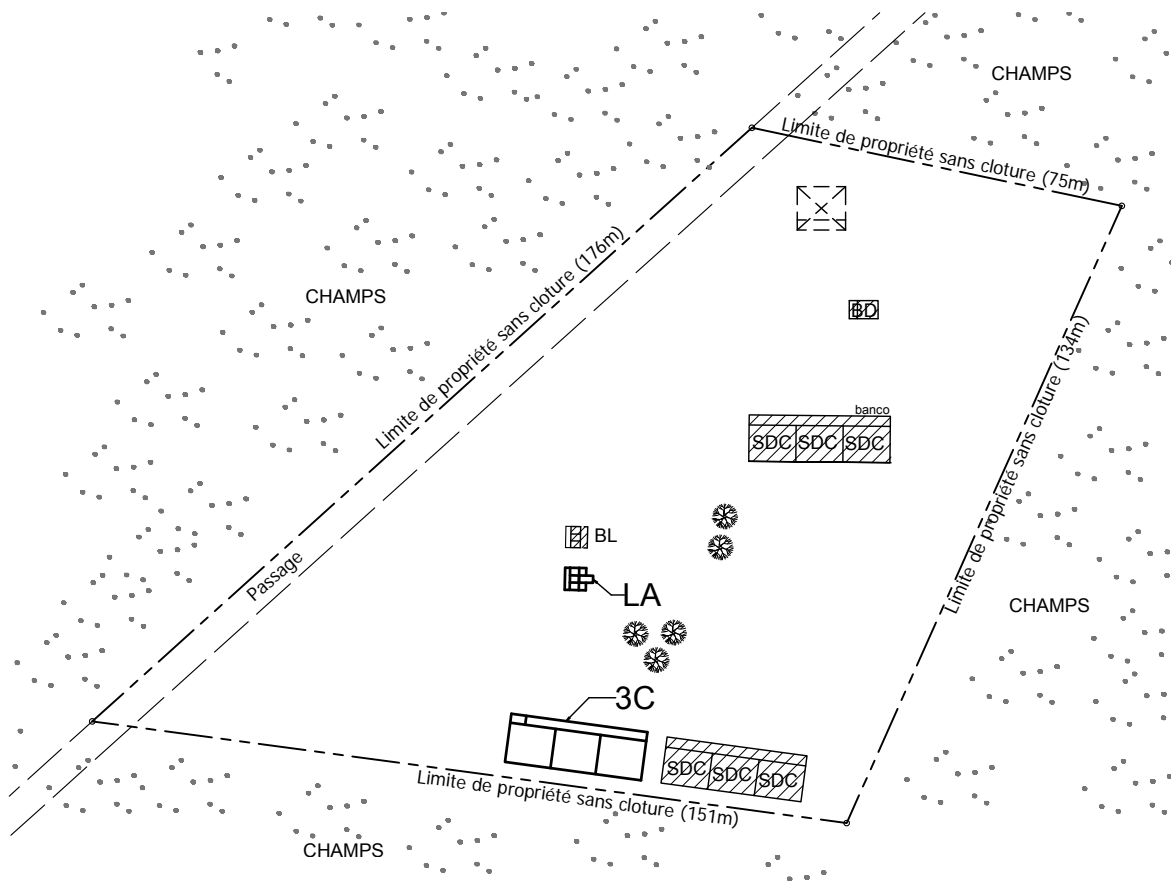 CHAMPS
Limite de propriété sans cloture (75m)
Limite de propriété sans cloture (176m)
CHAMPS
BD
Limite de propriété sans cloture (134m)
banco
SDC
SDC
SDC
BL
Passage
LA
CHAMPS
3C
SDC
SDC
SDC
Limite de propriété sans cloture (151m)
CHAMPS